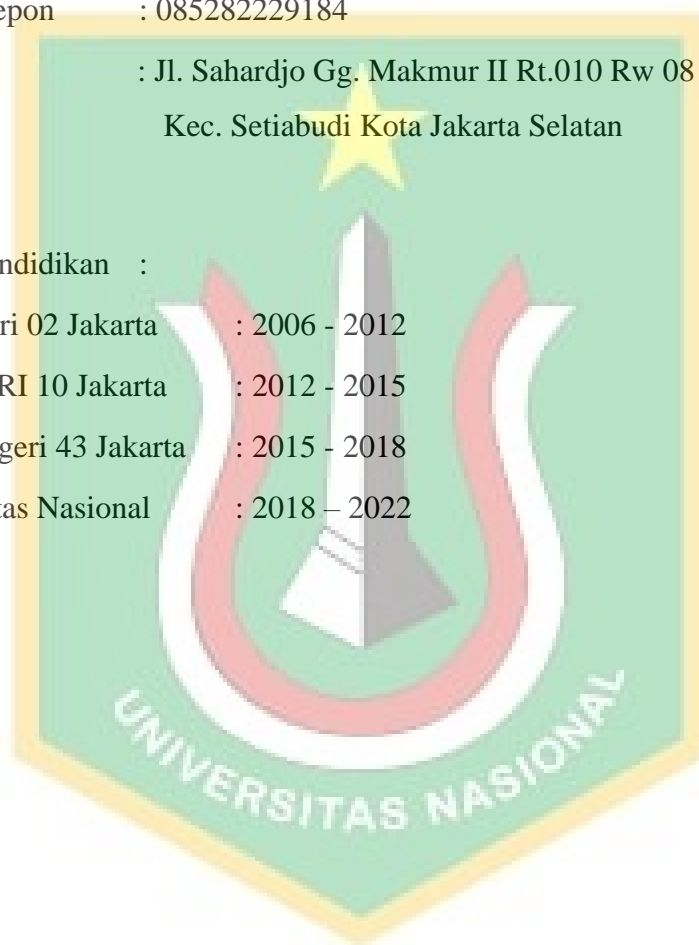 epon : 085282229184
: Jl. Sahardjo Gg. Makmur II Rt.010 Rw 08
Kec. Setiabudi Kota Jakarta Selatan
ndidikan :
ri 02 Jakarta : 2006 - 2012
RI 10 Jakarta : 2012 - 2015
geri 43 Jakarta : 2015 - 2018
tas Nasional : 2018 – 2022
UNIVERSITAS NASIONAL